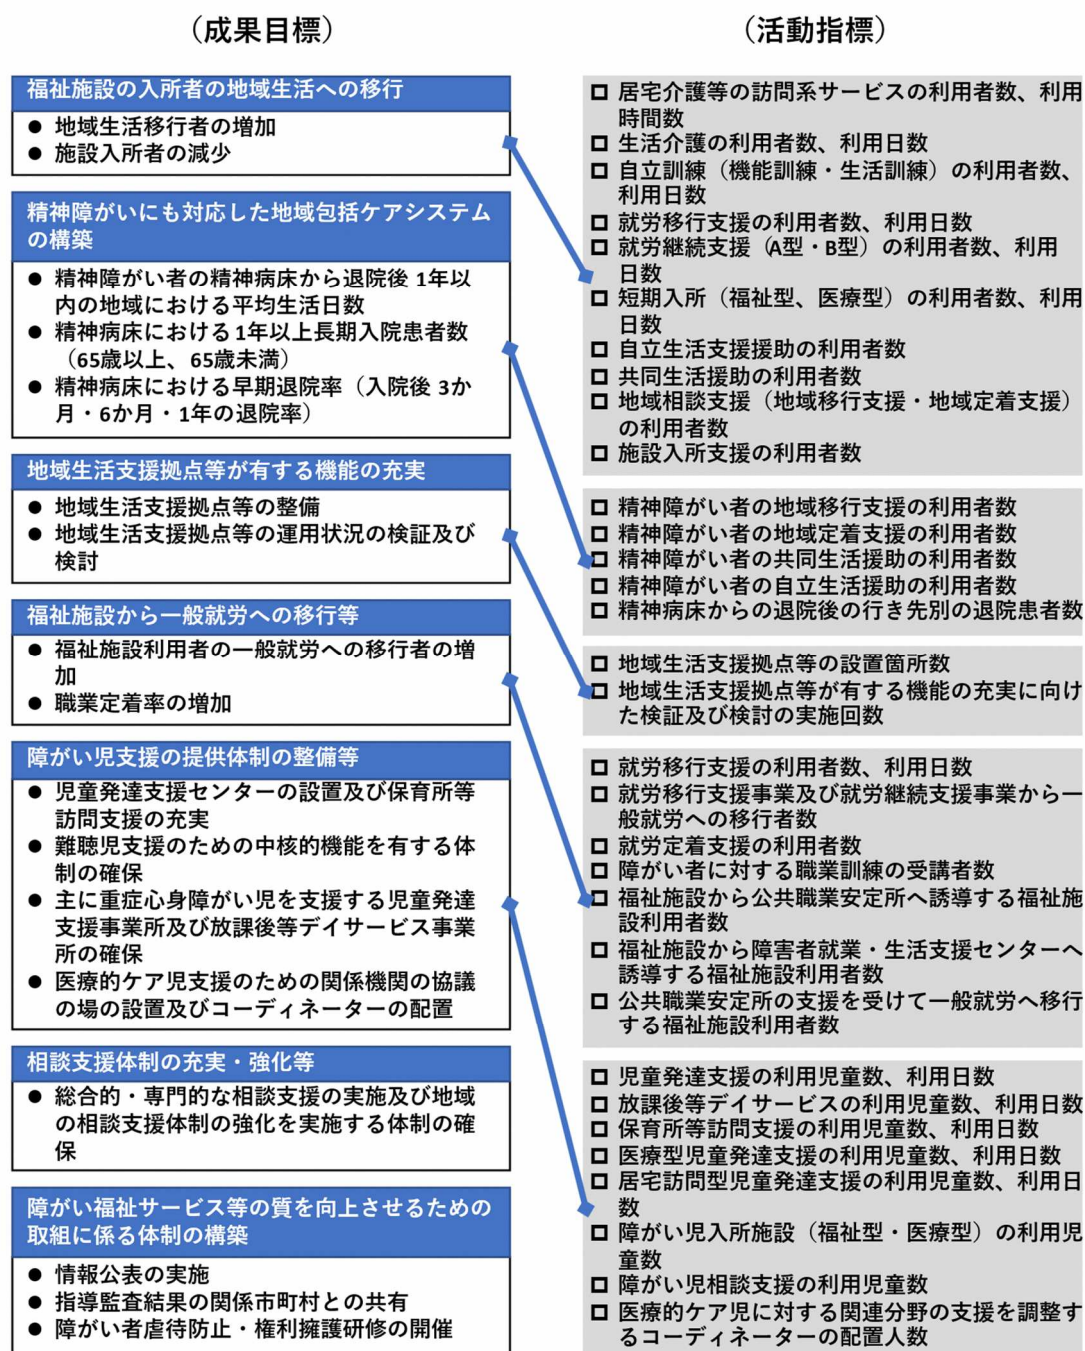 （成果目標）
福祉施設の入所者の地域生活への移行
● 地域生活移行者の増加
● 施設入所者の減少
精神障がいにも対応した地域包括ケアシステム
の構築
● 精神障がい者の精神病床から退院後 1年以
内の地域における平均生活日数
● 精神病床における1年以上長期入院患者数
（65歳以上、65歳未満）
● 精神病床における早期退院率（入院後 3か
月・6か月・1年の退院率）
地域生活支援拠点等が有する機能の充実
● 地域生活支援拠点等の整備
● 地域生活支援拠点等の運用状況の検証及び
検討
福祉施設から一般就労への移行等
● 福祉施設利用者の一般就労への移行者の増
加
● 職業定着率の増加
障がい児支援の提供体制の整備等
● 児童発達支援センターの設置及び保育所等
訪問支援の充実
● 難聴児支援のための中核的機能を有する体
制の確保
● 主に重症心身障がい児を支援する児童発達
支援事業所及び放課後等デイサービス事業
所の確保
● 医療的ケア児支援のための関係機関の協議
の場の設置及びコーディネーターの配置
相談支援体制の充実・強化等
● 総合的・専門的な相談支援の実施及び地域
の相談支援体制の強化を実施する体制の確
保
障がい福祉サービス等の質を向上させるための
取組に係る体制の構築
● 情報公表の実施
● 指導監査結果の関係市町村との共有
● 障がい者虐待防止・権利擁護研修の開催
（活動指標）
□ 居宅介護等の訪問系サービスの利用者数、利用
時間数
□ 生活介護の利用者数、利用日数
□ 自立訓練（機能訓練・生活訓練）の利用者数、
利用日数
□ 就労移行支援の利用者数、利用日数
□ 就労継続支援（A型・B型）の利用者数、利用
日数
□ 短期入所（福祉型、医療型）の利用者数、利用
日数
□ 自立生活支援援助の利用者数
□ 共同生活援助の利用者数
□ 地域相談支援（地域移行支援・地域定着支援）
の利用者数
□ 施設入所支援の利用者数
□ 精神障がい者の地域移行支援の利用者数
□ 精神障がい者の地域定着支援の利用者数
□ 精神障がい者の共同生活援助の利用者数
□ 精神障がい者の自立生活援助の利用者数
□ 精神病床からの退院後の行き先別の退院患者数
□ 地域生活支援拠点等の設置箇所数
□ 地域生活支援拠点等が有する機能の充実に向け
た検証及び検討の実施回数
□ 就労移行支援の利用者数、利用日数
□ 就労移行支援事業及び就労継続支援事業から一
般就労への移行者数
□ 就労定着支援の利用者数
□ 障がい者に対する職業訓練の受講者数
□ 福祉施設から公共職業安定所へ誘導する福祉施
設利用者数
□ 福祉施設から障害者就業・生活支援センターへ
誘導する福祉施設利用者数
□ 公共職業安定所の支援を受けて一般就労へ移行
する福祉施設利用者数
□ 児童発達支援の利用児童数、利用日数
□ 放課後等デイサービスの利用児童数、利用日数
□ 保育所等訪問支援の利用児童数、利用日数
□ 医療型児童発達支援の利用児童数、利用日数
□ 居宅訪問型児童発達支援の利用児童数、利用日
数
□ 障がい児入所施設（福祉型・医療型）の利用児
童数
□ 障がい児相談支援の利用児童数
□ 医療的ケア児に対する関連分野の支援を調整す
るコーディネーターの配置人数